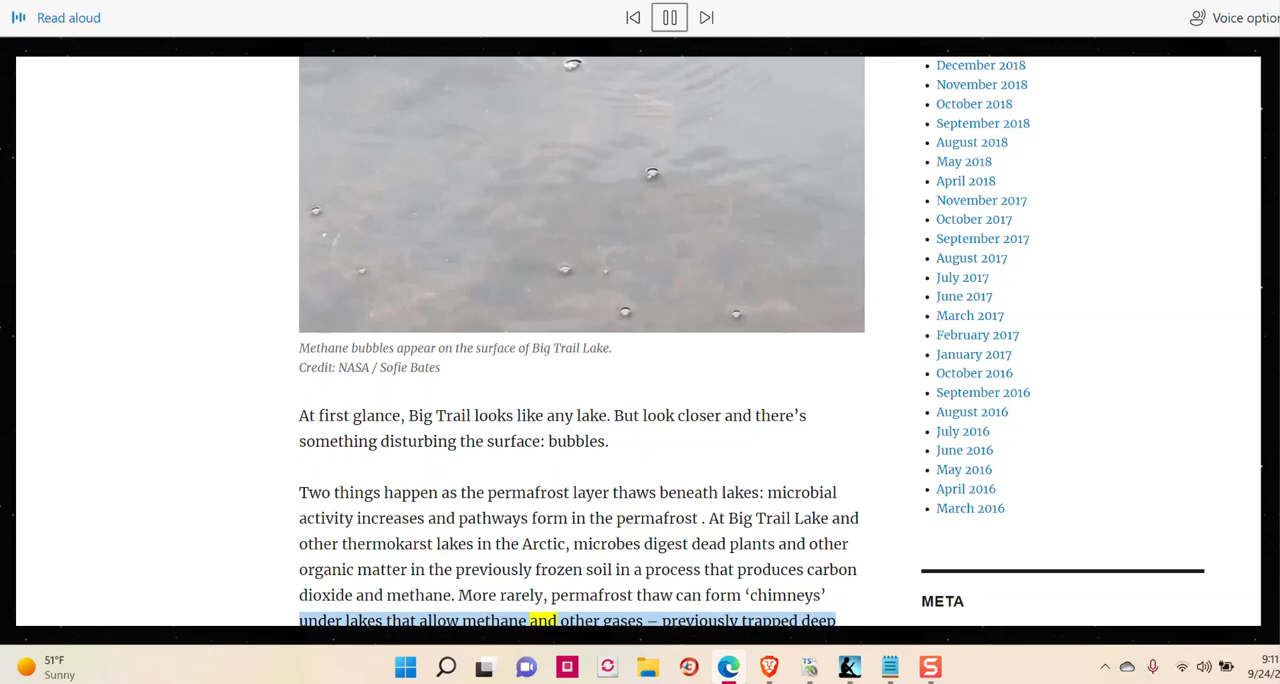 Read aloud
Voice optio
Methane bubbles appear on the surface of Big Trail Lake.
Credit: NASA / Sofie Bates
At first glance, Big Trail looks like any lake. But look closer and there’s
something disturbing the surface: bubbles.
Two things happen as the permafrost layer thaws beneath lakes: microbial
activity increases and pathways form in the permafrost . At Big Trail Lake and
other thermokarst lakes in the Arctic, microbes digest dead plants and other
organic matter in the previously frozen soil in a process that produces carbon
dioxide and methane. More rarely, permafrost thaw can form ‘chimneys’
under lakes that allow methane and other gases – previously trapped deep
December 2018
November 2018
October 2018
September 2018
August 2018
May 2018
April 2018
November 2017
October 2017
September 2017
August 2017
July 2017
June 2017
March 2017
February 2017
January 2017
October 2016
September 2016
August 2016
July 2016
June 2016
May 2016
April 2016
March 2016
META
51°F
Sunny
TS
S
9:11
9/24/2